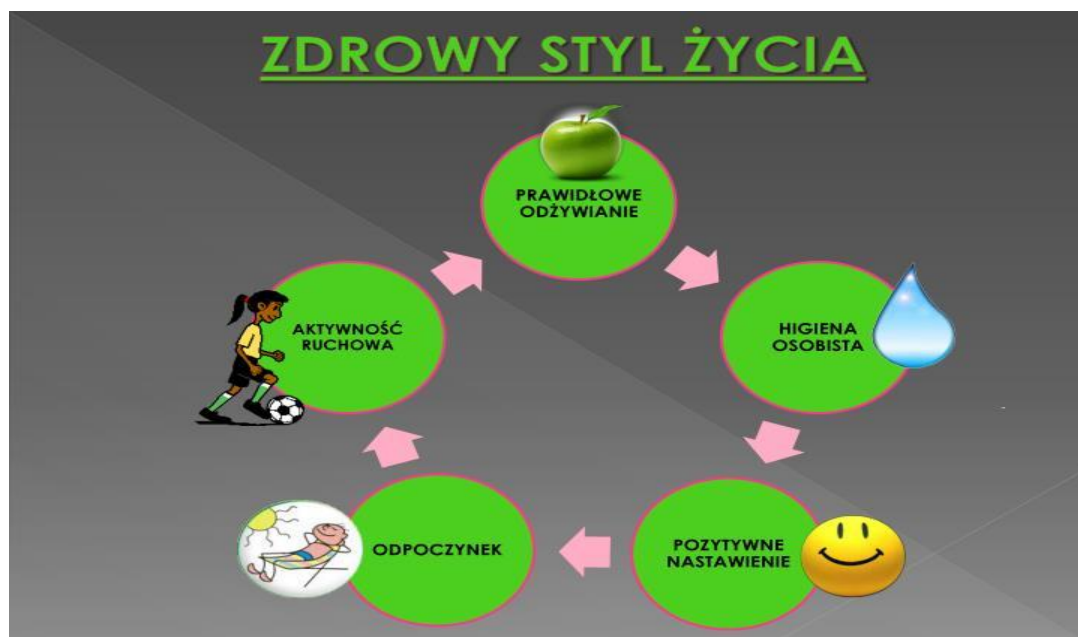 ZDROWY STYL ŻYCIA
PRAWIDŁOWE
ODŻYWIANIE
HIGIENA
OSOBISTA
POZYTYWNE
NASTAWIENIE
ODPOCZYNEK
AKTYWNOŚĆ
RUCHOWA